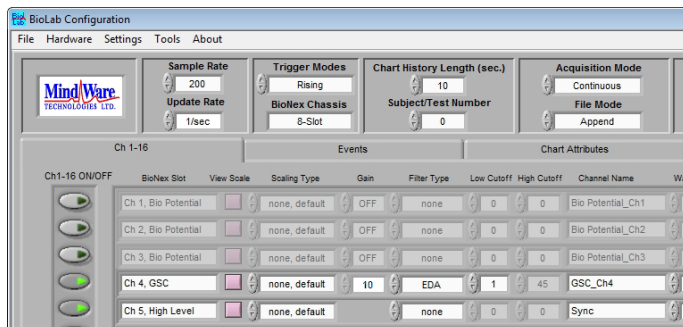 BioLab BioLab Configuration
File Hardware Settings Tools About
Sample Rate Trigger Modes Chart History Length (sec.) Acquisition Mode
200 Rising 10 Continuous
MindWare Update Rate BioNex Chassis Subject/Test Number File Mode
TECHNOLOGIES LTD.
1/sec 8-Slot 0 Append
Ch 1-16 Events Chart Attributes
Ch1-16 ON/OFF BioNex Slot View Scale Scaling Type Gain Filter Type Low Cutoff High Cutoff Channel Name
Ch 1, Bio Potential none, default OFF none 0 0 Bio Potential_Ch1
Ch 2, Bio Potential none, default OFF none 0 0 Bio Potential_Ch2
Ch 3, Bio Potential none, default OFF none 0 0 Bio Potential_Ch3
Ch 4, GSC none, default 10 EDA 1 45 GSC_Ch4
Ch 5, High Level none, default none 0 0 Sync